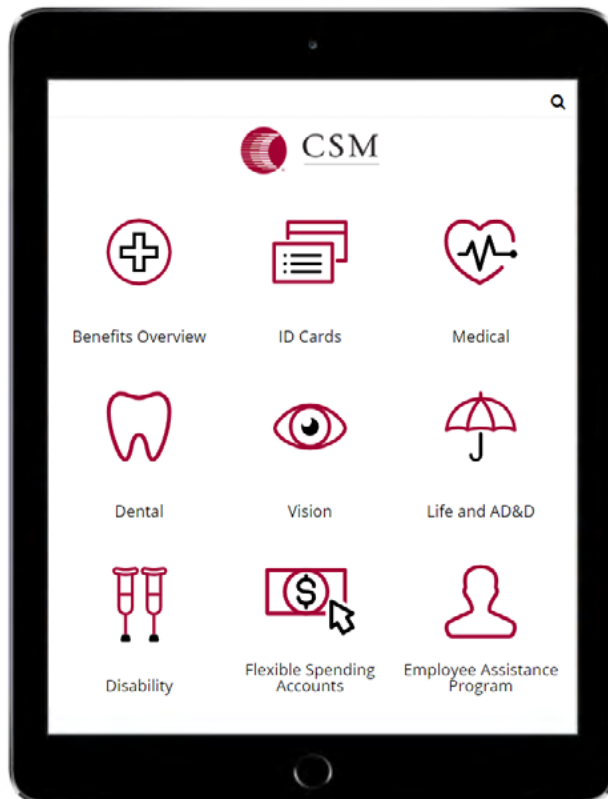 CSM
Benefits Overview
ID Cards
Medical
Dental
Vision
Life and AD&D
Disability
Flexible Spending
Accounts
Employee Assistance
Program